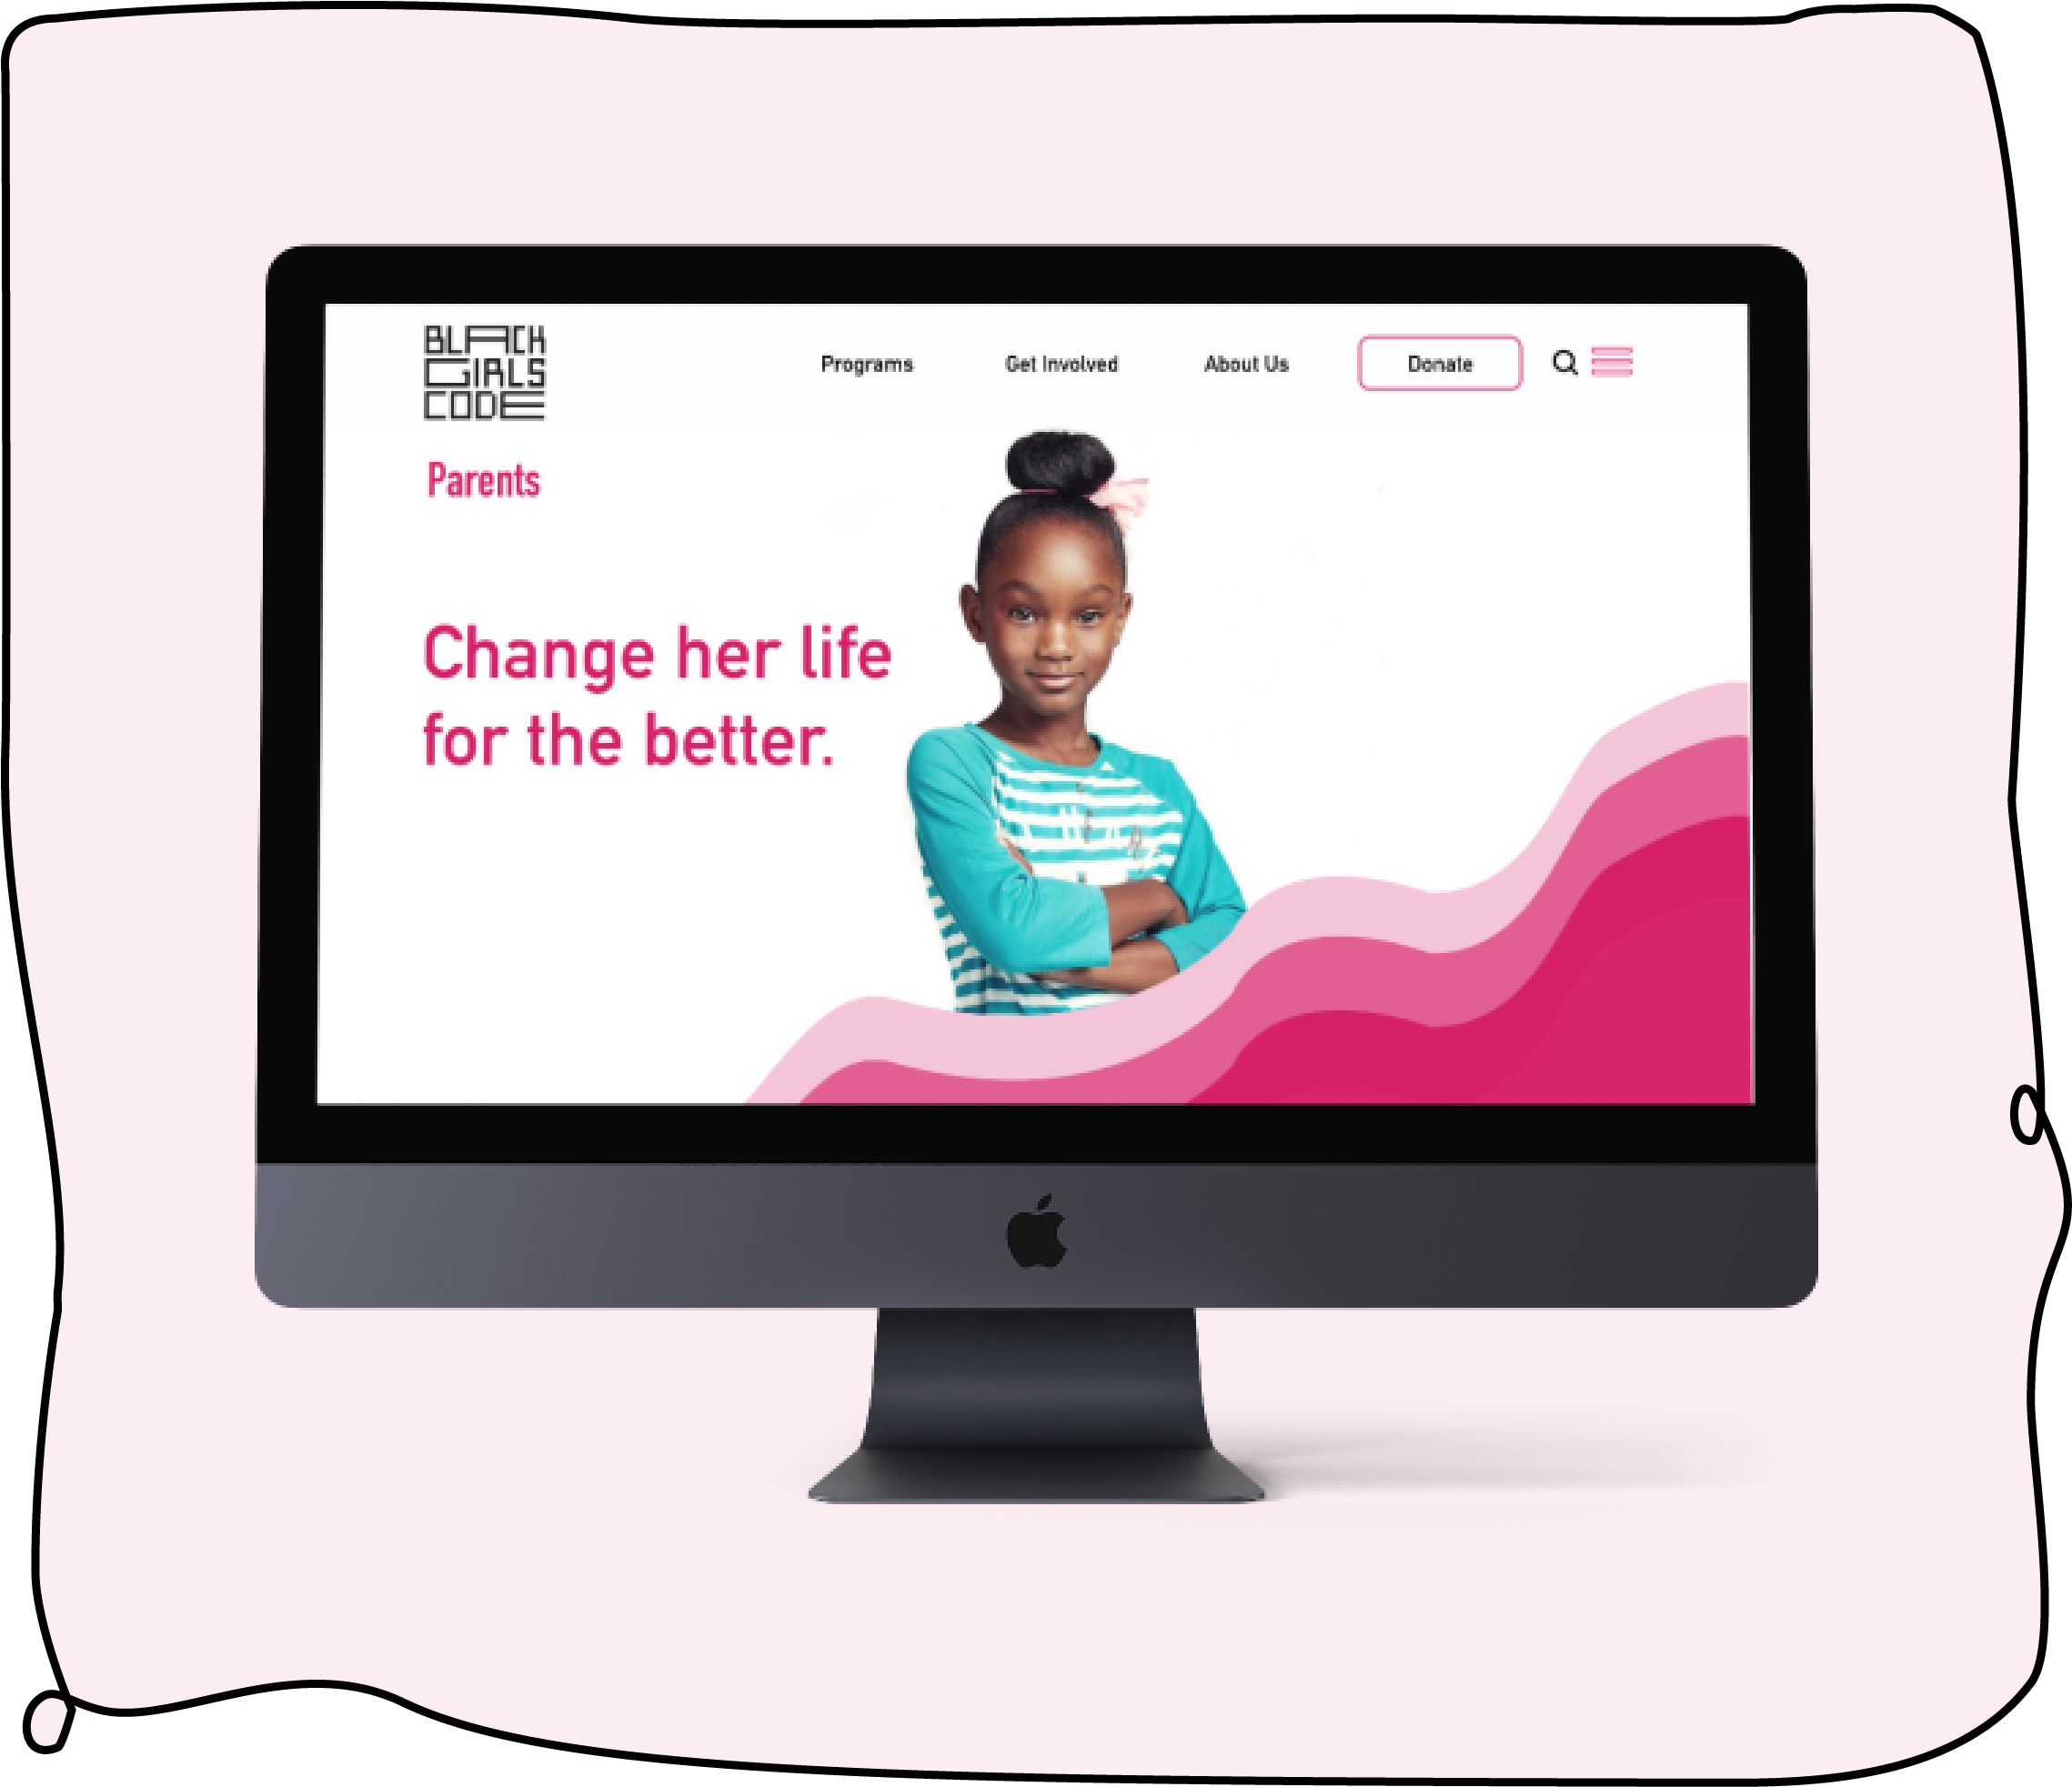 BLACK
GIRLS
CODE
Programs
Get Involved
About Us
Donate
Parents
Change her life
for the better.